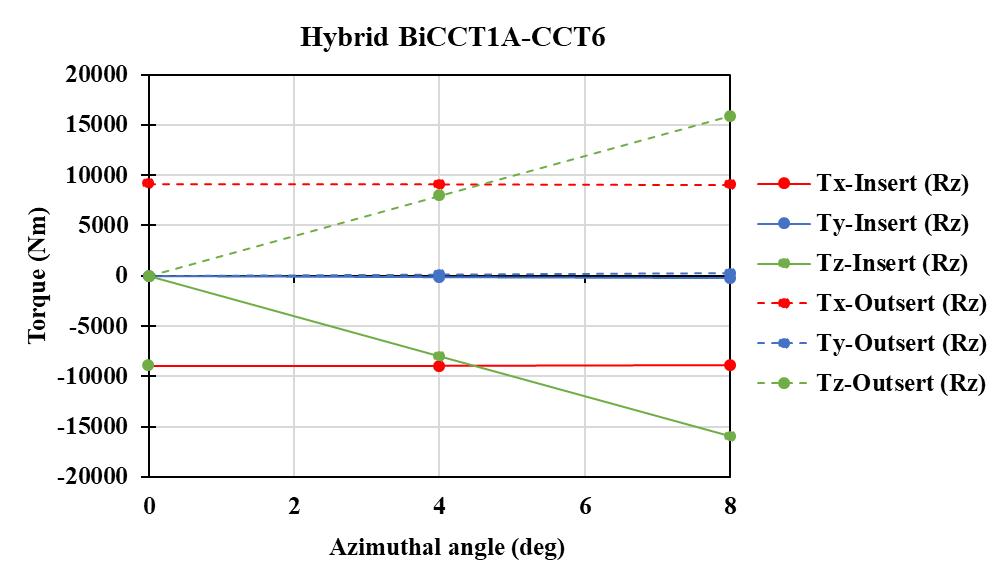 Hybrid BiCCT1A-CCT6
20000
15000
10000
5000
0
-5000
-10000
-15000
-20000
Torque (Nm)
0 2 4 6 8
Azimuthal angle (deg)
Tx-Insert (Rz)
Ty-Insert (Rz)
Tz-Insert (Rz)
Tx-Outsert (Rz)
Ty-Outsert (Rz)
Tz-Outsert (Rz)